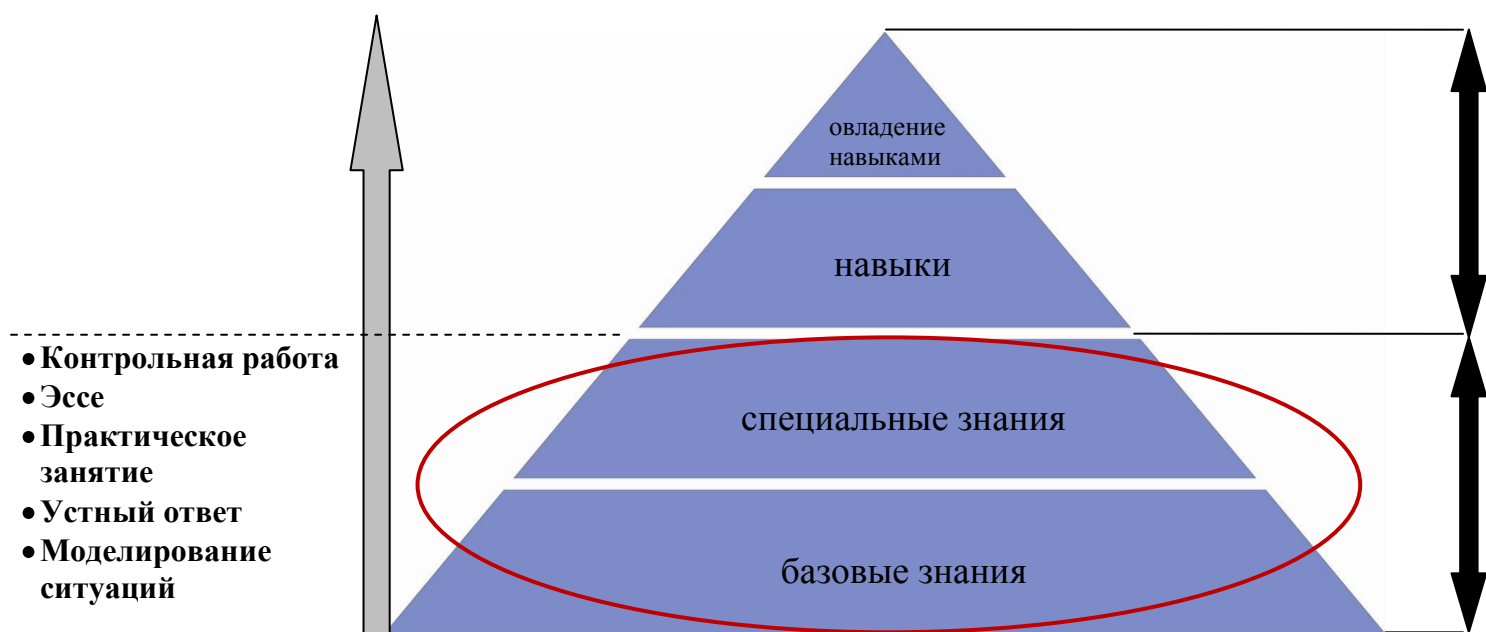 овладение
навыками
навыки
• Контрольная работа
• Эссе
• Практическое
занятие
• Устный ответ
• Моделирование
ситуаций
специальные знания
базовые знания